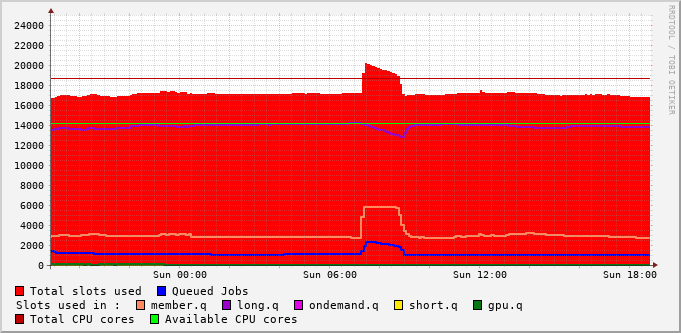 RRDTOOL / TOBI OETIKER
24000
22000
20000
18000
16000
14000
12000
10000
8000
6000
4000
2000
0
Sun 00:00 Sun 06:00 Sun 12:00 Sun 18:00
Total slots used Queued Jobs
Slots used in : member.q long.q ondemand.q short.q gpu.q
Total CPU cores Available CPU cores